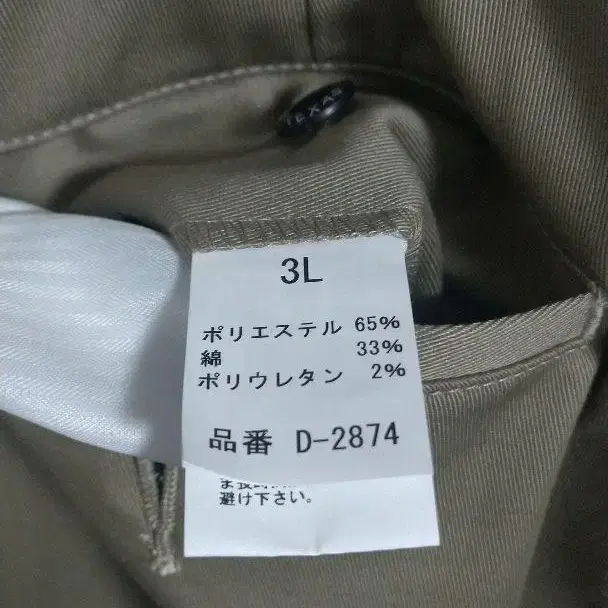 TEXAS
3L
ポリエステル 65%
綿 33%
ポリウレタン 2%
品番 D-2874
避け下さい。